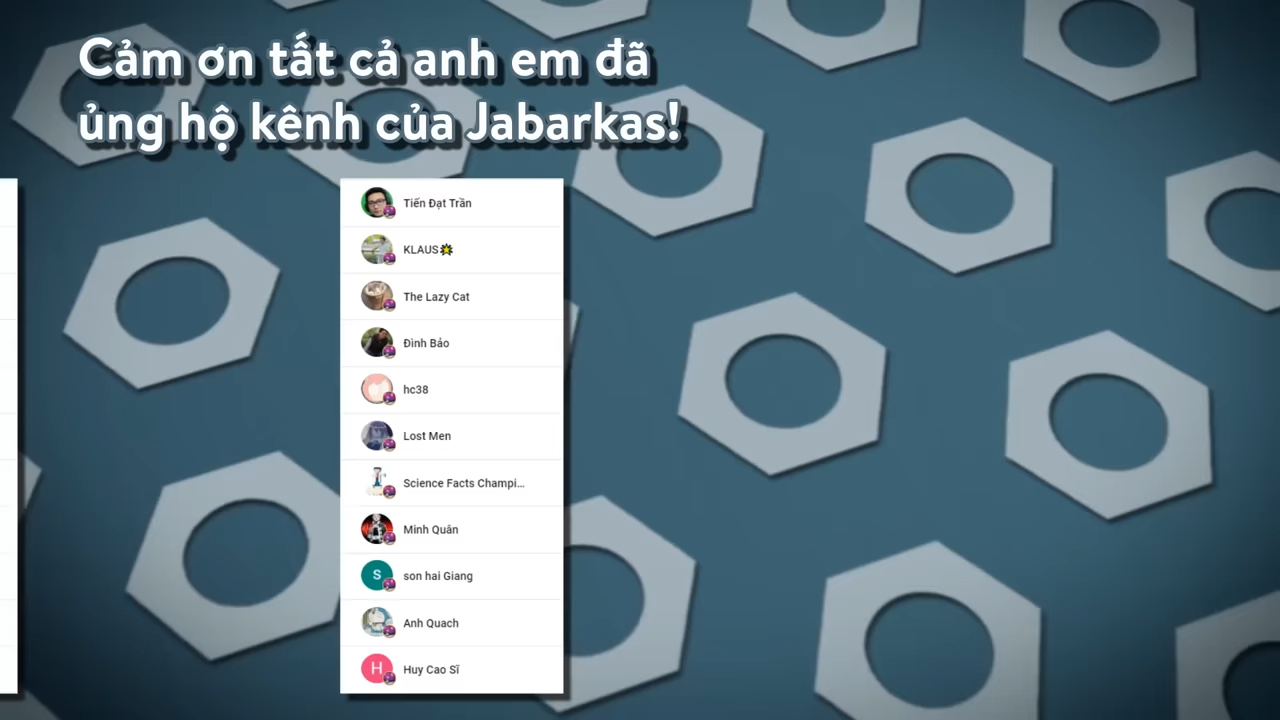 Cảm ơn tất cả anh em đã
ủng hộ kênh của Jabarkas!
Tiến Đạt Trần
KLAUS
The Lazy Cat
Đình Bảo
hc38
Lost Men
Science Facts Champi...
Minh Quân
S son hai Giang
Anh Quach
H Huy Cao Sĩ